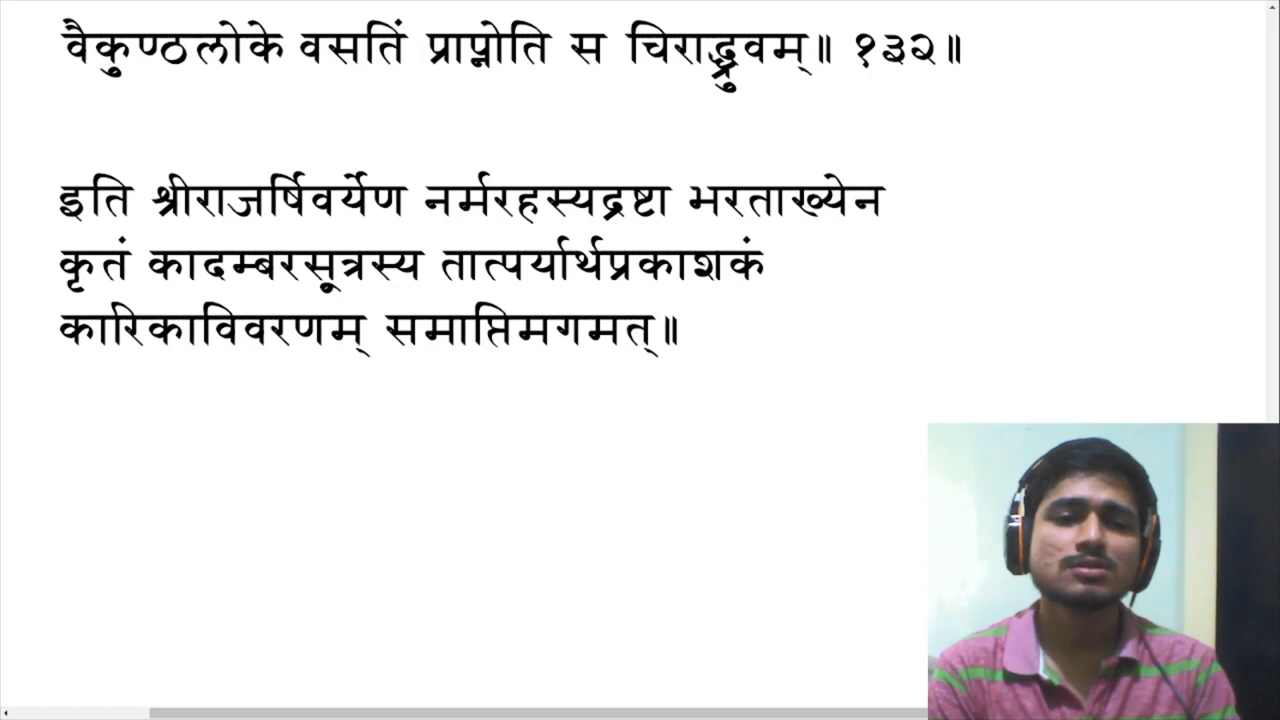 वैकुण्ठलोके वसतिं प्राप्नोति स चिराद्ध्रुवम्॥ १३२॥
इति श्रीराजर्षिवर्येण नर्मरहस्यद्रष्टा भरताख्येन
कृतं कादम्बरसूत्रस्य तात्पर्यार्थप्रकाशकं
कारिकाविवरणम् समाप्तिमगमत्॥